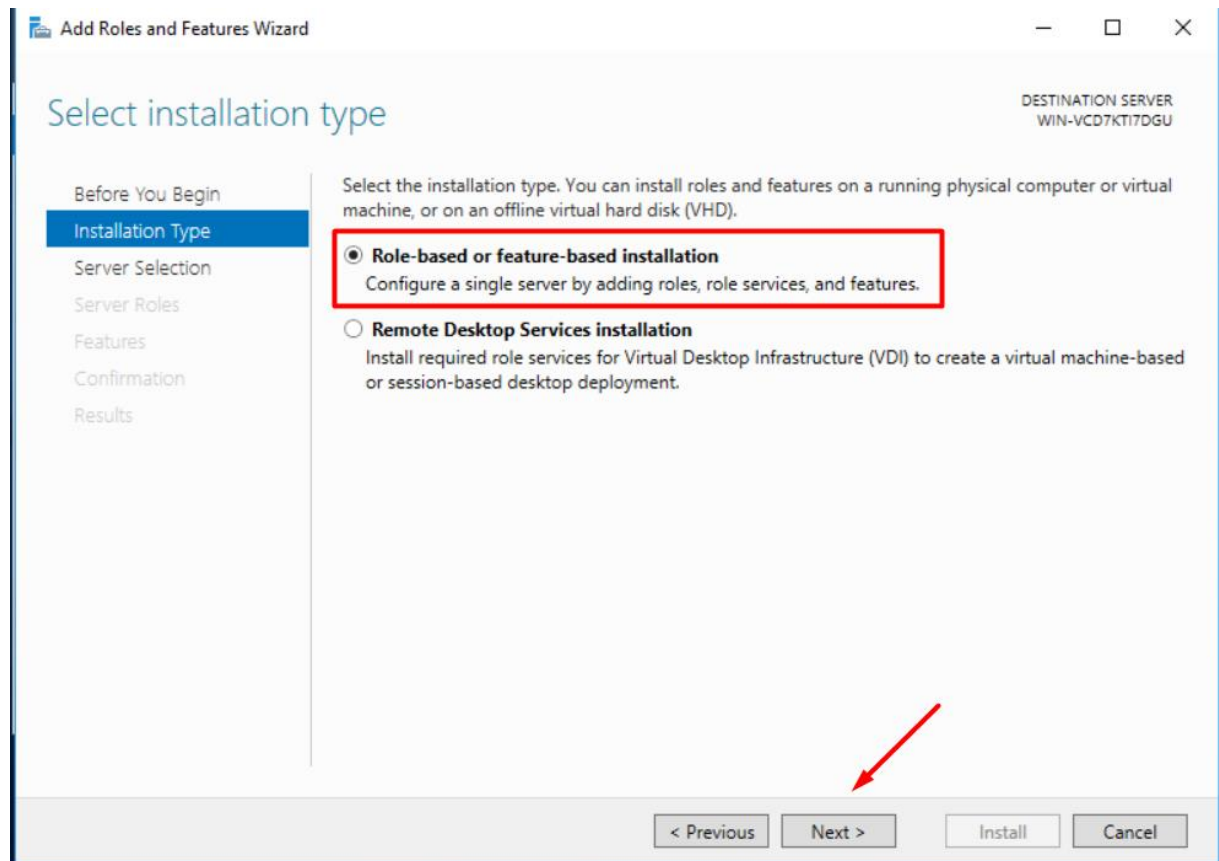 Add Roles and Features Wizard
Select installation type
DESTINATION SERVER
WIN-VCD7KTI7DGU
Before You Begin
Installation Type
Server Selection
Server Roles
Features
Confirmation
Results
Select the installation type. You can install roles and features on a running physical computer or virtual
machine, or on an offline virtual hard disk (VHD).
Role-based or feature-based installation
Configure a single server by adding roles, role services, and features.
Remote Desktop Services installation
Install required role services for Virtual Desktop Infrastructure (VDI) to create a virtual machine-based
or session-based desktop deployment.
< Previous
Next >
Install
Cancel